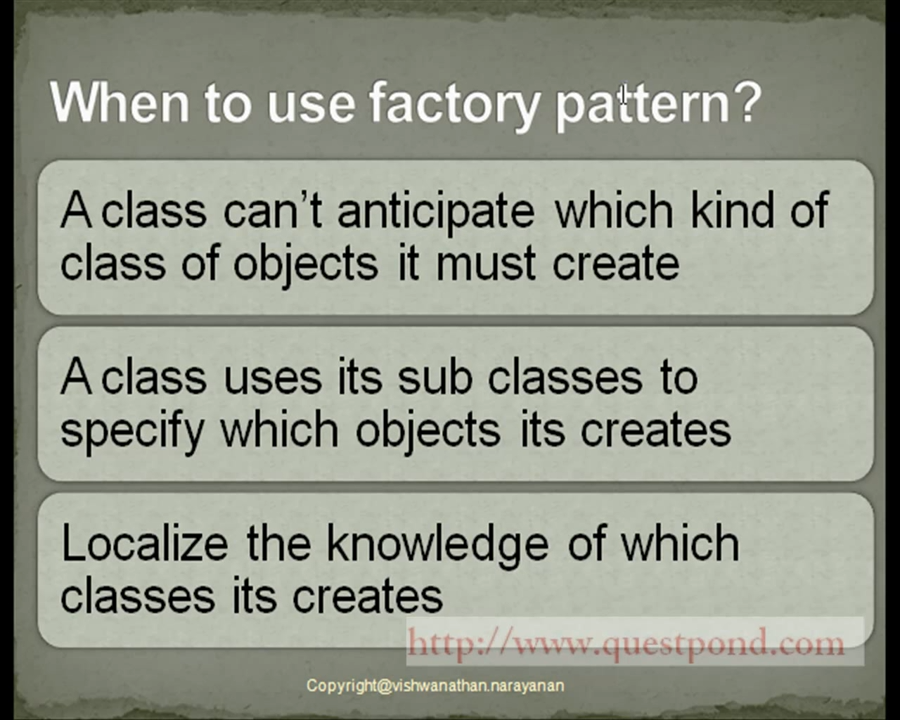 When to use factory pattern?
A class can't anticipate which kind of
class of objects it must create
A class uses its sub classes to
specify which objects its creates
Localize the knowledge of which
classes its creates
http://www.questpond.com
Copyright@vishwanathan.narayanan